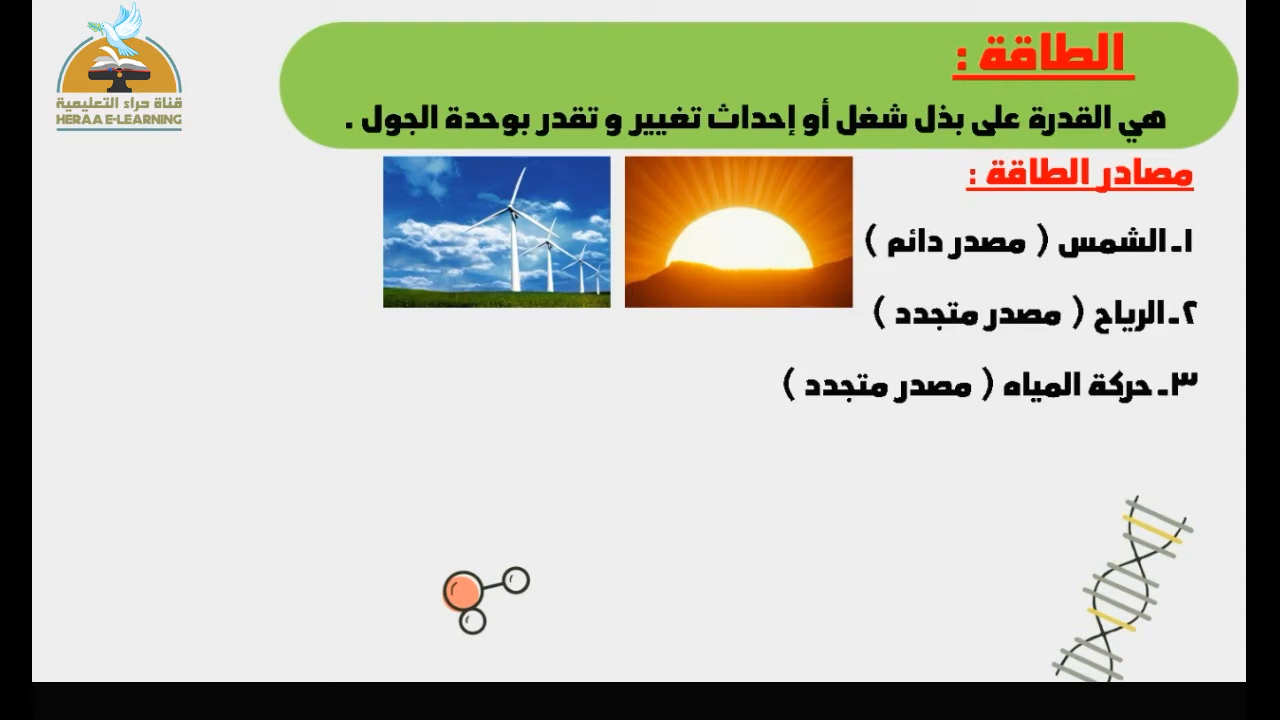 الطاقة :
هي القدرة على بذل شغل أو إحداث تغيير و تقدر بوحدة الجول .
مصادر الطاقة :
١ـ الشمس ( مصدر دائم )
٢ـ الرياح ( مصدر متجدد )
٣ـ حركة المياه ( مصدر متجدد )
قناة حراء التعليمية
HERAA E-LEARNING